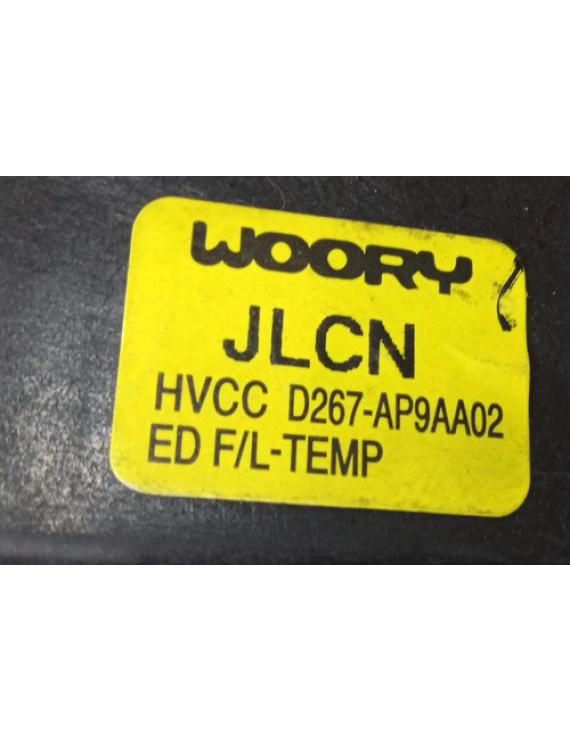 WOORY
JLCN
HVCC D267-AP9AA02
ED F/L-TEMP